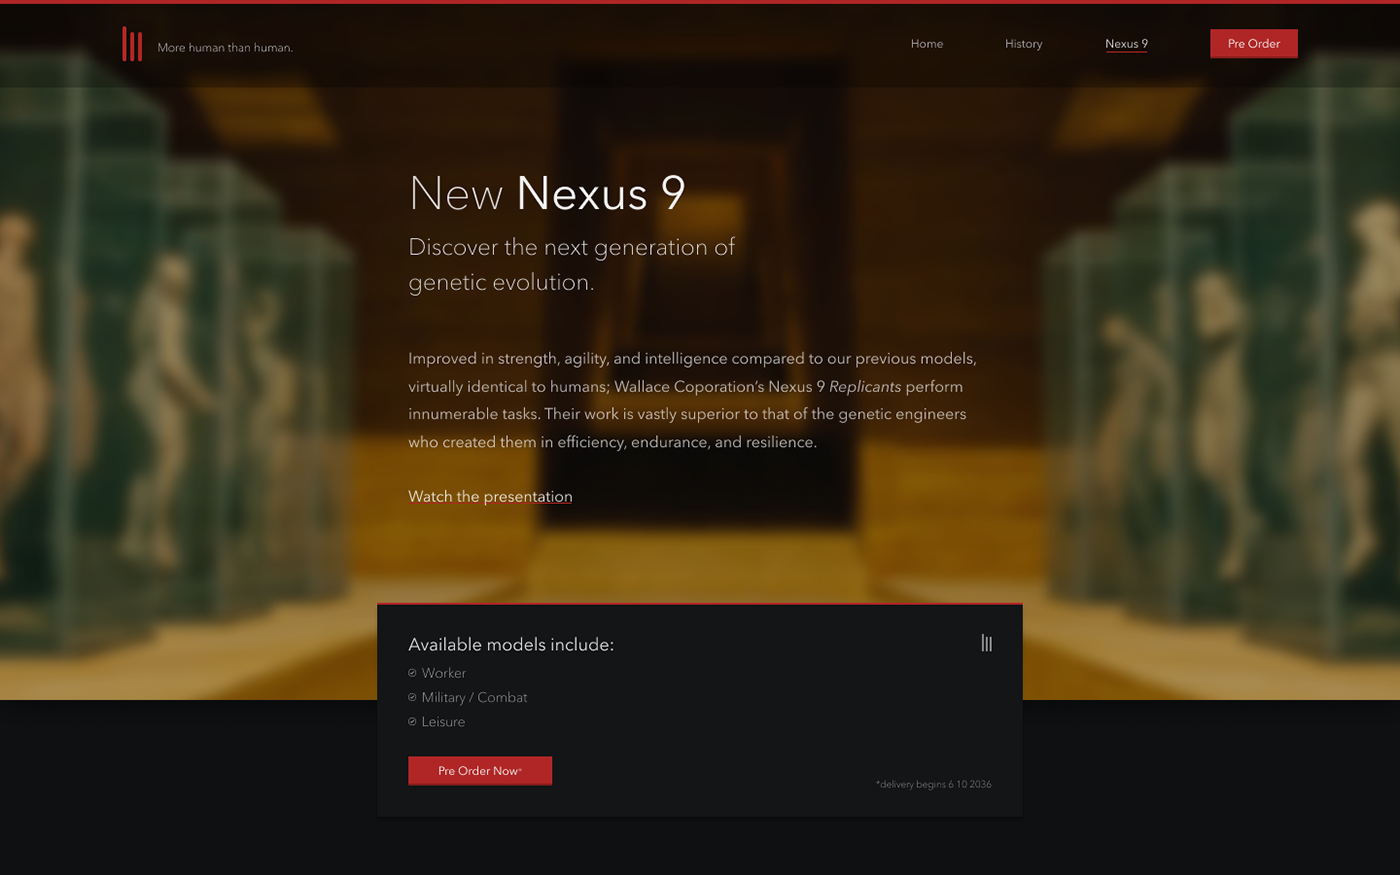 More human than human.
Home
History
Nexus 9
Pre Order
New Nexus 9
Discover the next generation of
genetic evolution.
Improved in strength, agility, and intelligence compared to our previous models,
virtually identical to humans; Wallace Coporation's Nexus 9 Replicants perform
innumerable tasks. Their work is vastly superior to that of the genetic engineers
who created them in efficiency, endurance, and resilience.
Watch the presentation
Available models include:
Worker
Military / Combat
Leisure
Pre Order Now*
*delivery begins 6 10 2036